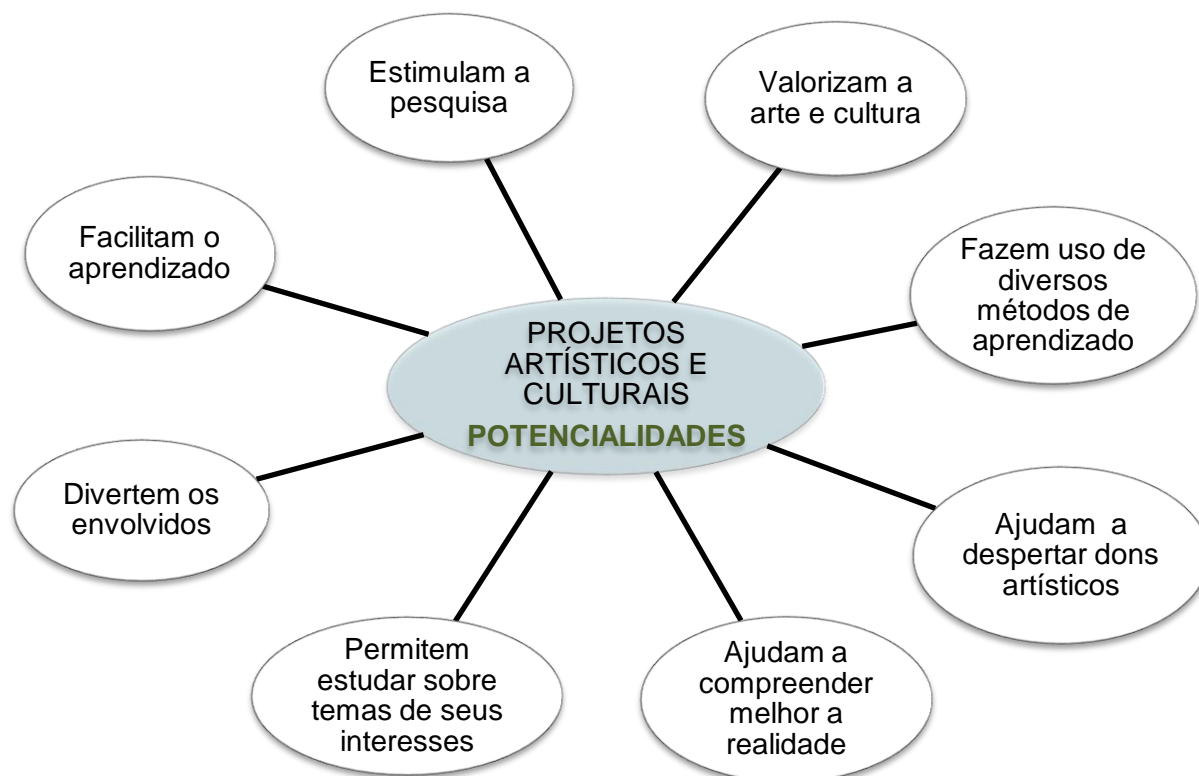 Estimulam a
pesquisa
Valorizam a
arte e cultura
Facilitam o
aprendizado
Fazem uso de
diversos
métodos de
aprendizado
PROJETOS
ARTÍSTICOS E
CULTURAIS
POTENCIALIDADES
Divertem os
envolvidos
Ajudam a
despertar dons
artísticos
Permitem
estudar sobre
temas de seus
interesses
Ajudam a
compreender
melhor a
realidade